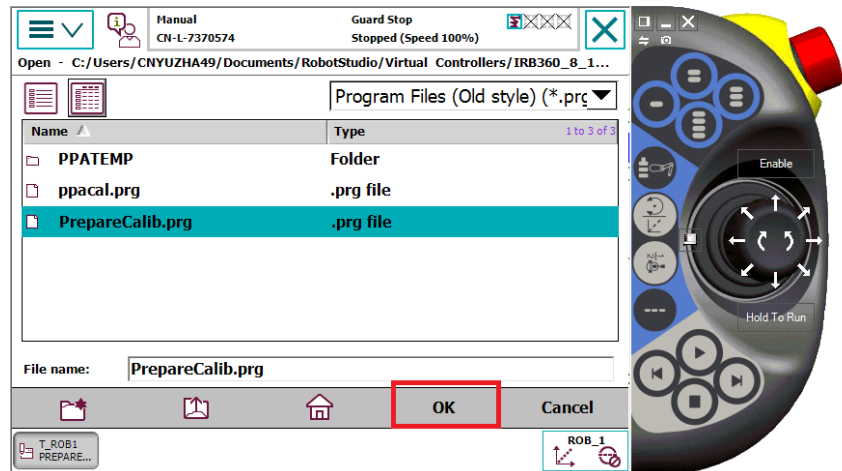 Manual
CN-L-7370574
Guard Stop
Stopped (Speed 100%)
Open - C:/Users/CNYUZHA49/Documents/RobotStudio/Virtual Controllers/IRB360_8_1...
Program Files (Old style) (*.prg
Name
Type
1 to 3 of 3
PPATEMP
Folder
ppacal.prg
.prg file
PrepareCalib.prg
.prg file
File name:
PrepareCalib.prg
OK
Cancel
T_ROB1
PREPARE...
ROB_1
Enable
Hold To Run